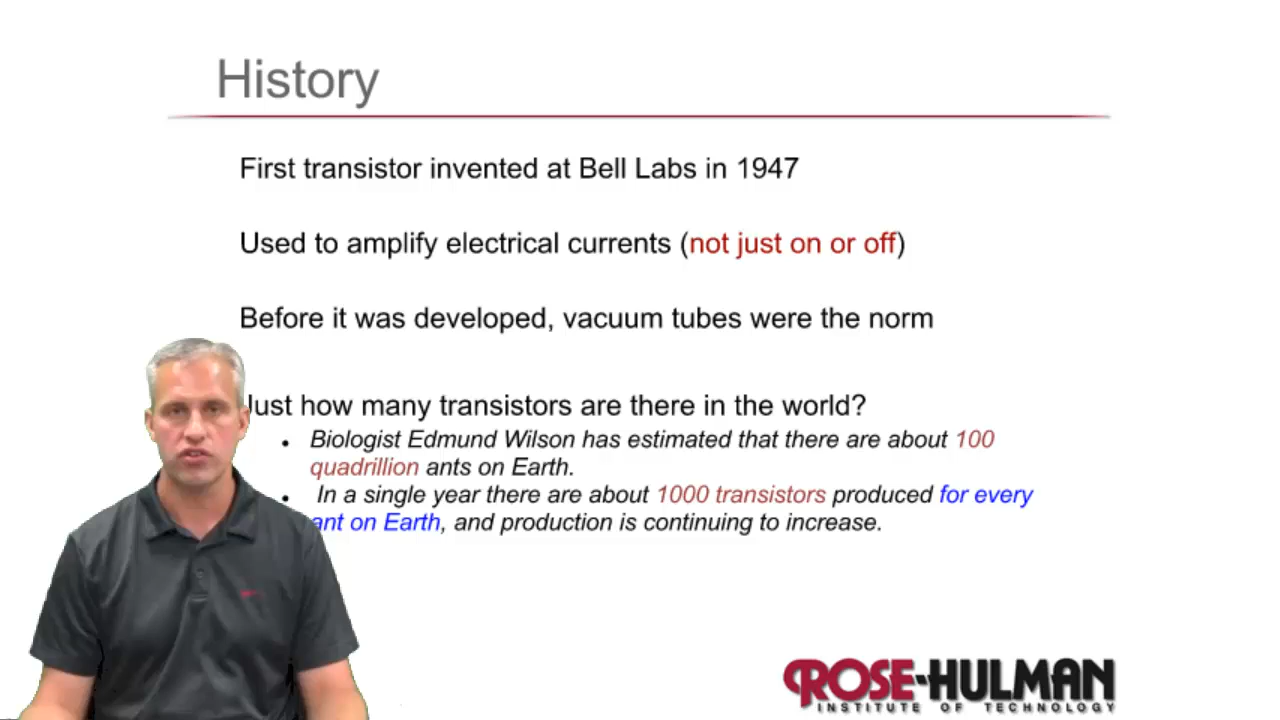 History
First transistor invented at Bell Labs in 1947
Used to amplify electrical currents (not just on or off)
Before it was developed, vacuum tubes were the norm
Just how many transistors are there in the world?
• Biologist Edmund Wilson has estimated that there are about 100
quadrillion ants on Earth.
• In a single year there are about 1000 transistors produced for every
ant on Earth, and production is continuing to increase.
ROSE-HULMAN
INSTITUTE OF TECHNOLOGY